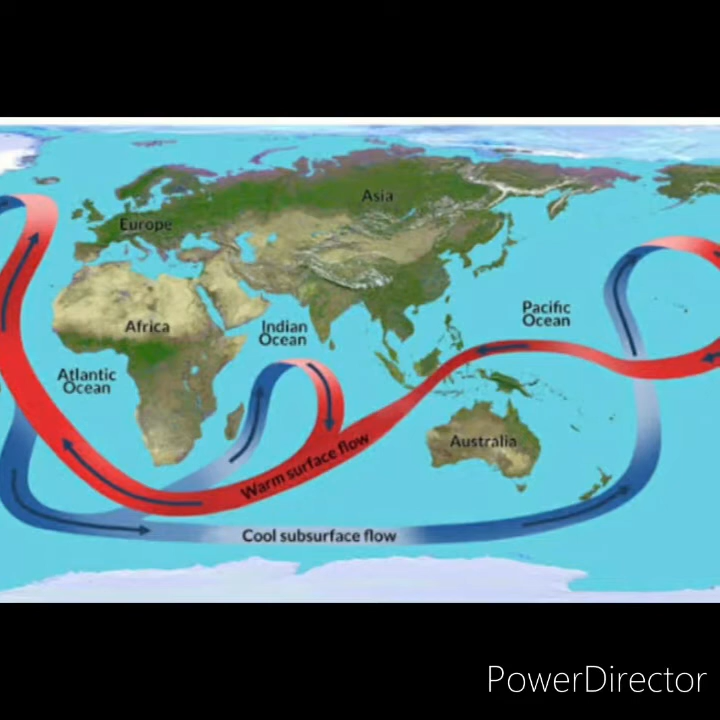 Asia
Europe
Pacific
Ocean
Africa
Indian
Ocean
Atlantic
Ocean
Australia
Warm surface flow
Cool subsurface flow
PowerDirector